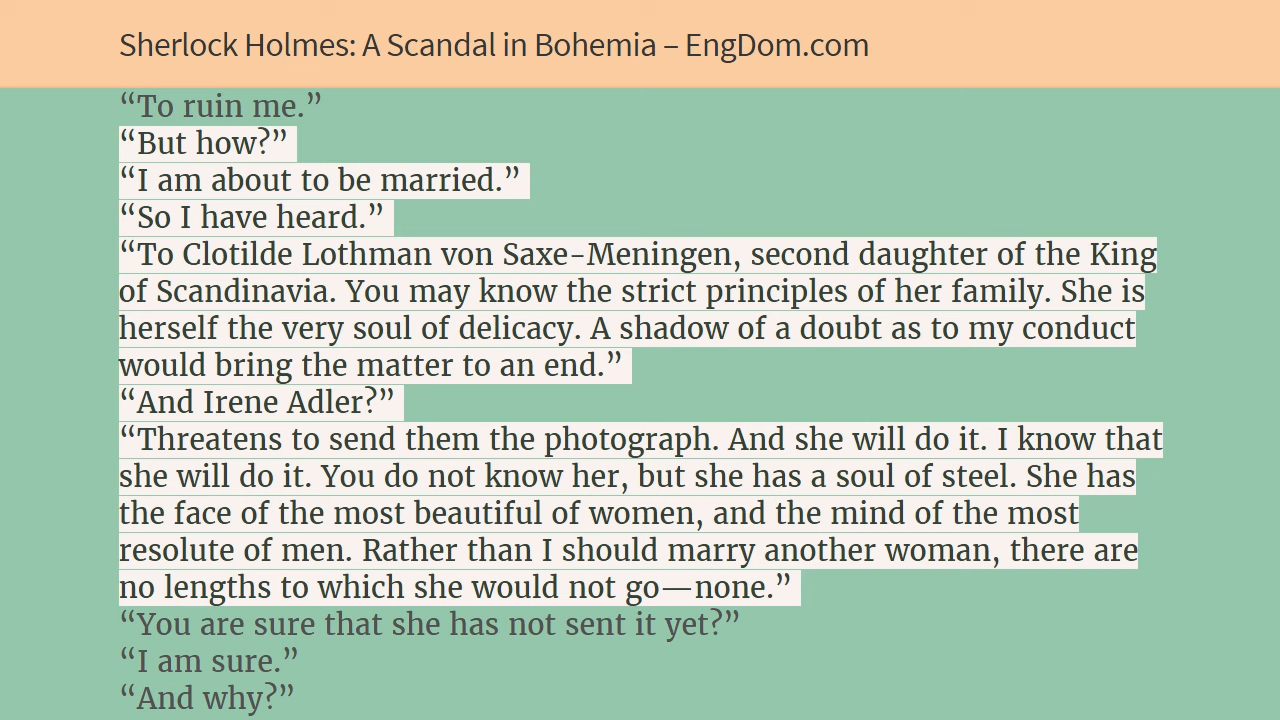 Sherlock Holmes: A Scandal in Bohemia – EngDom.com
“To ruin me.”
“But how?”
“I am about to be married.”
“So I have heard.”
“To Clotilde Lothman von Saxe-Meningen, second daughter of the King
of Scandinavia. You may know the strict principles of her family. She is
herself the very soul of delicacy. A shadow of a doubt as to my conduct
would bring the matter to an end.”
“And Irene Adler?”
“Threatens to send them the photograph. And she will do it. I know that
she will do it. You do not know her, but she has a soul of steel. She has
the face of the most beautiful of women, and the mind of the most
resolute of men. Rather than I should marry another woman, there are
no lengths to which she would not go—none.”
“You are sure that she has not sent it yet?”
“I am sure.”
“And why?”